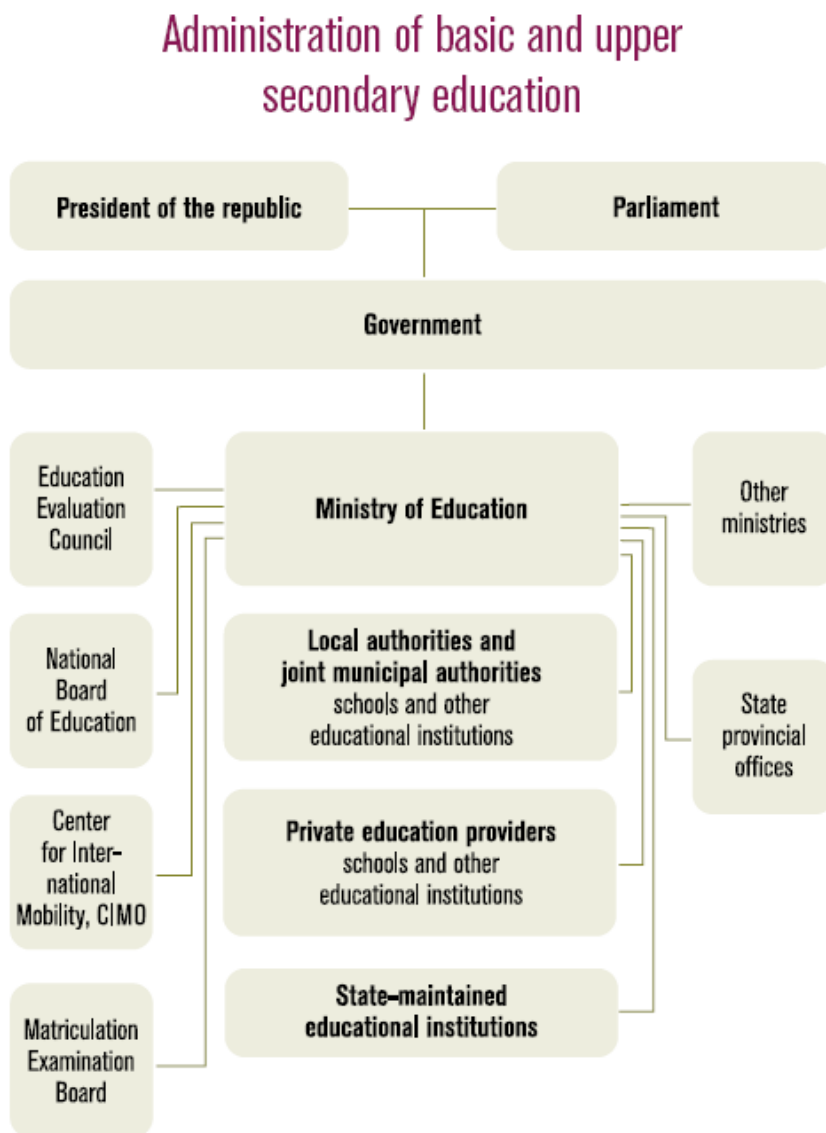 Administration of basic and upper
secondary education
President of the republic
Parliament
Government
Education
Evaluation
Council
Ministry of Education
Other
ministries
National
Board
of Education
Local authorities and
joint municipal authorities
schools and other
educational institutions
State
provincial
offices
Center
for Inter–
national
Mobility, CIMO
Private education providers
schools and other
educational institutions
Matriculation
Examination
Board
State–maintained
educational institutions